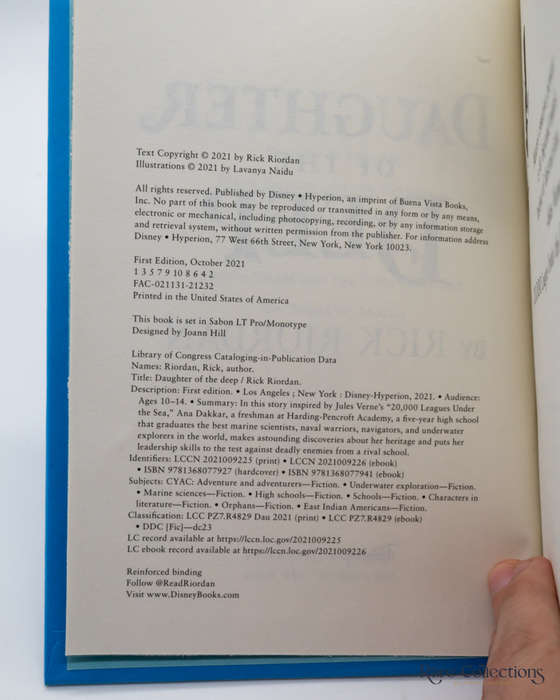 Text Copyright © 2021 by Rick Riordan
Illustrations © 2021 by Lavanya Naidu
All rights reserved. Published by Disney • Hyperion, an imprint of Buena Vista Books,
Inc. No part of this book may be reproduced or transmitted in any form or by any means,
electronic or mechanical, including photocopying, recording, or by any information storage
and retrieval system, without written permission from the publisher. For information address
Disney • Hyperion, 77 West 66th Street, New York, New York 10023.
First Edition, October 2021
1 3 5 7 9 10 8 6 4 2
FAC-021131-21232
Printed in the United States of America
This book is set in Sabon LT Pro/Monotype
Designed by Joann Hill
Library of Congress Cataloging-in-Publication Data
Names: Riordan, Rick, author.
Title: Daughter of the deep / Rick Riordan.
Description: First edition. • Los Angeles ; New York : Disney-Hyperion, 2021. • Audience:
Ages 10–14. • Summary: In this story inspired by Jules Verne's "20,000 Leagues Under
the Sea," Ana Dakkar, a freshman at Harding-Pencroft Academy, a five-year high school
that graduates the best marine scientists, naval warriors, navigators, and underwater
explorers in the world, makes astounding discoveries about her heritage and puts her
leadership skills to the test against deadly enemies from a rival school.
Identifiers: LCCN 2021009225 (print) • LCCN 2021009226 (ebook)
• ISBN 9781368077927 (hardcover) • ISBN 9781368077941 (ebook)
Subjects: CYAC: Adventure and adventurers—Fiction. • Underwater exploration—Fiction.
• Marine sciences—Fiction. • High schools—Fiction. • Schools—Fiction. • Characters in
literature—Fiction. • Orphans—Fiction. • East Indian Americans—Fiction.
Classification: LCC PZ7.R4829 Dau 2021 (print) • LCC PZ7.R4829 (ebook)
• DDC [Fic]—dc23
LC record available at https://lccn.loc.gov/2021009225
LC ebook record available at https://lccn.loc.gov/2021009226
Reinforced binding
Follow @ReadRiordan
Visit www.DisneyBooks.com
Collections